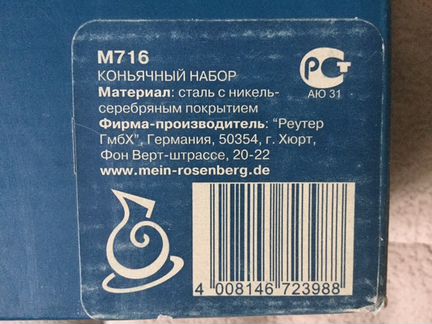 М716
КОНЬЯЧНЫЙ НАБОР
Материал: сталь с никель-
серебряным покрытием
Фирма-производитель: "Реутер
ГмбХ", Германия, 50354, г. Хюрт,
Фон Верт-штрассе, 20-22
www.mein-rosenberg.de
РСТ
АЮ 31
4 008146 723988